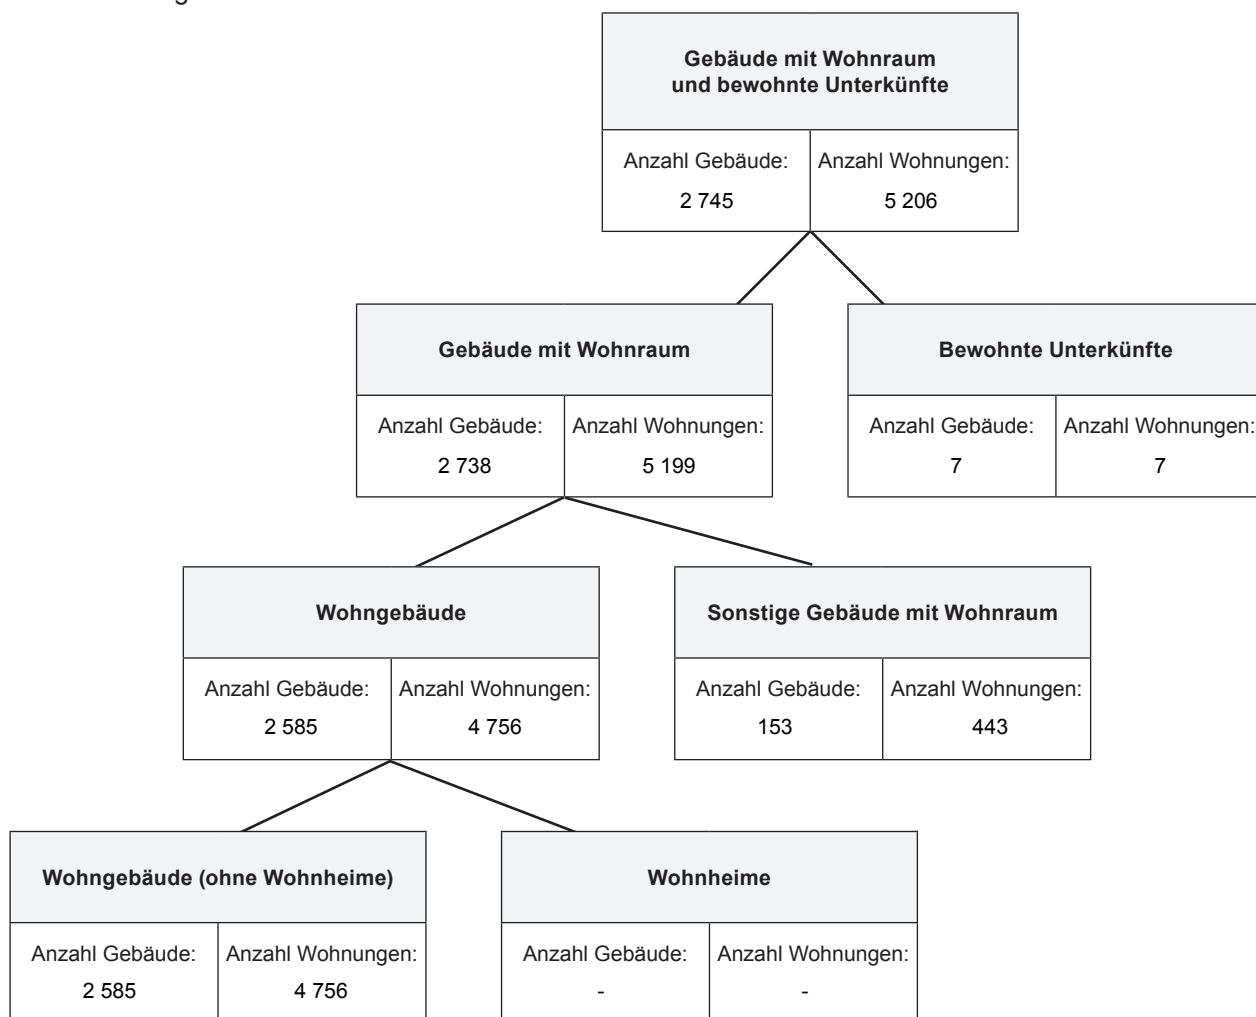 Gebäude mit Wohnraum
und bewohnte Unterkünfte
Anzahl Gebäude:
2 745
Anzahl Wohnungen:
5 206
Gebäude mit Wohnraum
Anzahl Gebäude:
2 738
Anzahl Wohnungen:
5 199
Bewohnte Unterkünfte
Anzahl Gebäude:
7
Anzahl Wohnungen:
7
Wohngebäude
Anzahl Gebäude:
2 585
Anzahl Wohnungen:
4 756
Sonstige Gebäude mit Wohnraum
Anzahl Gebäude:
153
Anzahl Wohnungen:
443
Wohngebäude (ohne Wohnheime)
Anzahl Gebäude:
2 585
Anzahl Wohnungen:
4 756
Wohnheime
Anzahl Gebäude:
-
Anzahl Wohnungen:
-